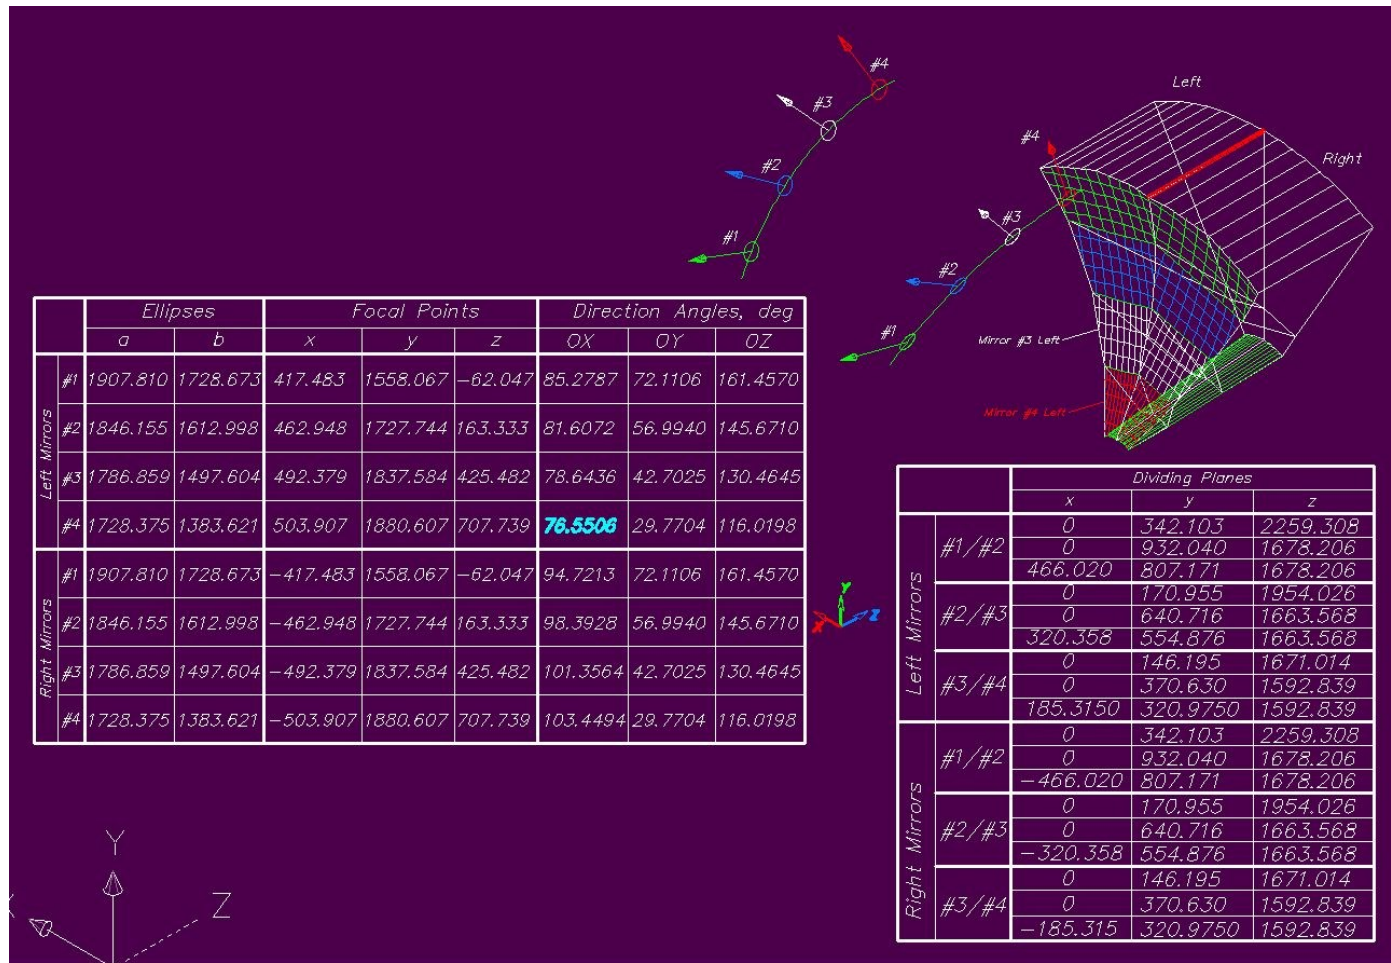 #4
#3
#2
#1
Left
Right
#4
#3
#2
#1
Mirror #3 Left
Mirror #4 Left
Ellipses Focal Points Direction Angles, deg
a b x y z OX OY OZ
Left Mirrors
#1 1907.810 1728.673 417.483 1558.067 -62.047 85.2787 72.1106 161.4570
#2 1846.155 1612.998 462.948 1727.744 163.333 81.6072 56.9940 145.6710
#3 1786.859 1497.604 492.379 1837.584 425.482 78.6436 42.7025 130.4645
#4 1728.375 1383.621 503.907 1880.607 707.739 76.5506 29.7704 116.0198
Right Mirrors
#1 1907.810 1728.673 -417.483 1558.067 -62.047 94.7213 72.1106 161.4570
#2 1846.155 1612.998 -462.948 1727.744 163.333 98.3928 56.9940 145.6710
#3 1786.859 1497.604 -492.379 1837.584 425.482 101.3564 42.7025 130.4645
#4 1728.375 1383.621 -503.907 1880.607 707.739 103.4494 29.7704 116.0198
Y
X Z
Dividing Planes
x y z
Left Mirrors
#1/#2
0 342.103 2259.308
0 932.040 1678.206
466.020 807.171 1678.206
#2/#3
0 170.955 1954.026
0 640.716 1663.568
320.358 554.876 1663.568
#3/#4
0 146.195 1671.014
0 370.630 1592.839
185.3150 320.9750 1592.839
Right Mirrors
#1/#2
0 342.103 2259.308
0 932.040 1678.206
-466.020 807.171 1678.206
#2/#3
0 170.955 1954.026
0 640.716 1663.568
-320.358 554.876 1663.568
#3/#4
0 146.195 1671.014
0 370.630 1592.839
-185.315 320.9750 1592.839
Y
X Z